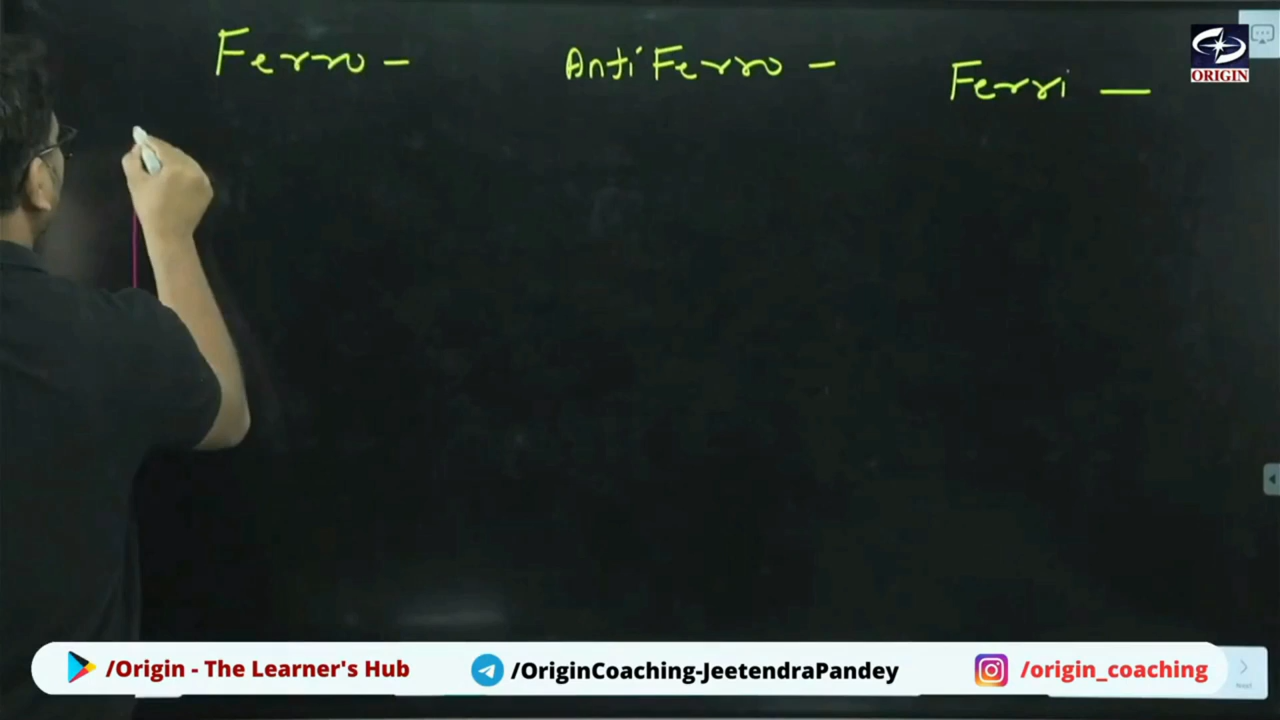 Ferro - Anti Ferro - Ferri -
ORIGIN
/Origin - The Learner's Hub /OriginCoaching-JeetendraPandey /origin_coaching